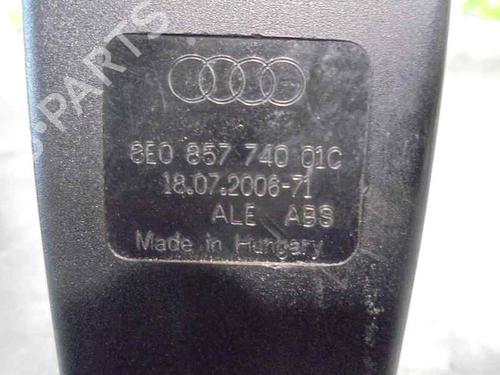 8E0 857 740 01C
18.07.2006-71
ALE ABS
Made in Hungary
B-PARTS